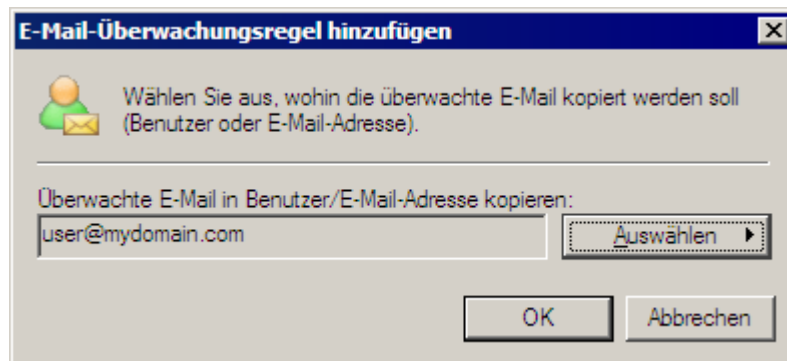 E-Mail-Überwachungsregel hinzufügen
Wählen Sie aus, wohin die überwachte E-Mail kopiert werden soll
(Benutzer oder E-Mail-Adresse).
Überwachte E-Mail in Benutzer/E-Mail-Adresse kopieren:
user@mydomain.com
Auswählen
OK
Abbrechen